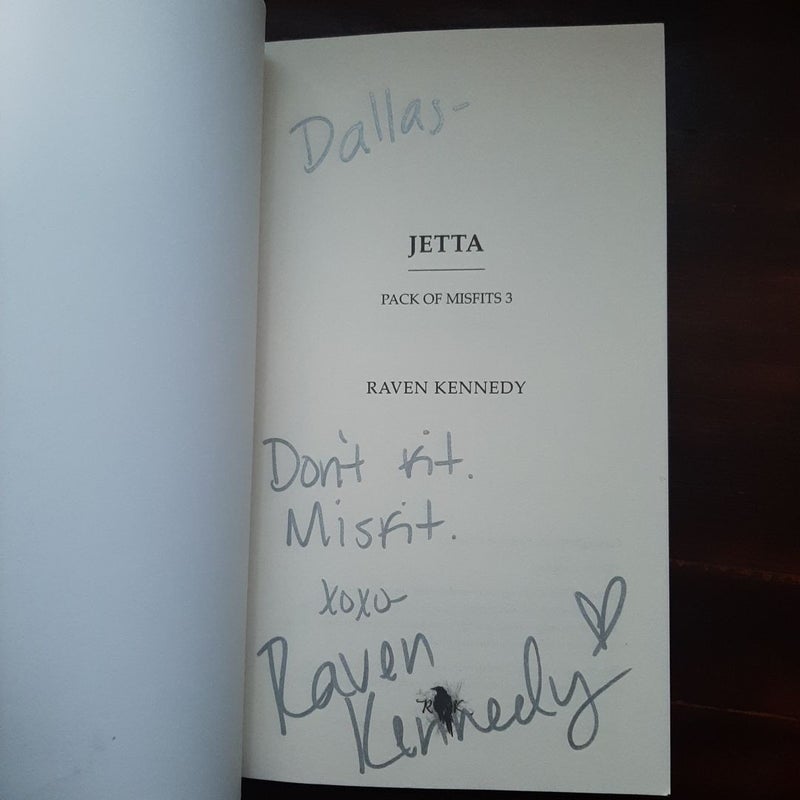 Dallas-
JETTA
PACK OF MISFITS 3
RAVEN KENNEDY
Don't fit.
Misfit.
xoxo
Raven
Kennedy
R K